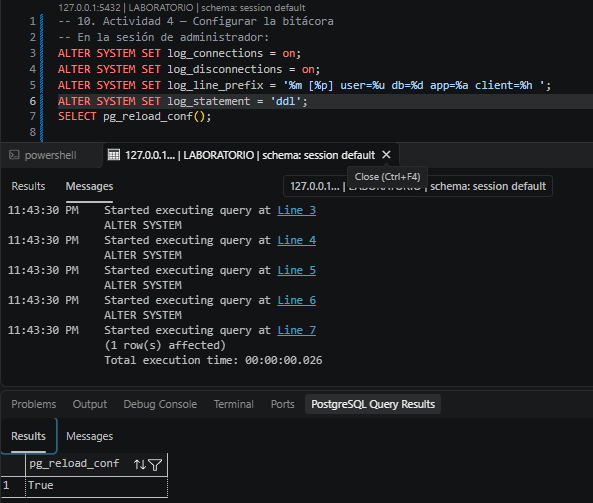 127.0.0.1:5432 | LABORATORIO | schema: session default
1 -- 10. Actividad 4 — Configurar la bitácora
2 -- En la sesión de administrador:
3 ALTER SYSTEM SET log_connections = on;
4 ALTER SYSTEM SET log_disconnections = on;
5 ALTER SYSTEM SET log_line_prefix = '%m [%p] user=%u db=%d app=%a client=%h ';
6 ALTER SYSTEM SET log_statement = 'ddl';
7 SELECT pg_reload_conf();
8
powershell 127.0.0.1... | LABORATORIO | schema: session default
Close (Ctrl+F4)
Results Messages 127.0.0.1... | LABORATORIO | schema: session default
11:43:30 PM Started executing query at Line 3
ALTER SYSTEM
11:43:30 PM Started executing query at Line 4
ALTER SYSTEM
11:43:30 PM Started executing query at Line 5
ALTER SYSTEM
11:43:30 PM Started executing query at Line 6
ALTER SYSTEM
11:43:30 PM Started executing query at Line 7
(1 row(s) affected)
Total execution time: 00:00:00.026
Problems Output Debug Console Terminal Ports PostgreSQL Query Results
Results Messages
pg_reload_conf
1 True